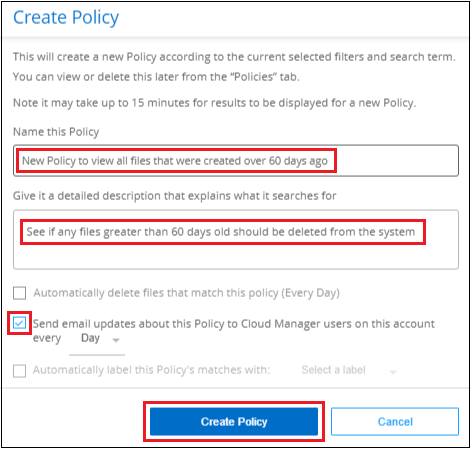 Create Policy
This will create a new Policy according to the current selected filters and search term.
You can view or delete this later from the “Policies” tab.
Note it may take up to 15 minutes for results to be displayed for a new Policy.
Name this Policy
New Policy to view all files that were created over 60 days ago
Give it a detailed description that explains what it searches for
See if any files greater than 60 days old should be deleted from the system
Automatically delete files that match this policy (Every Day)
Send email updates about this Policy to Cloud Manager users on this account
every Day
Automatically label this Policy's matches with: Select a label
Create Policy Cancel